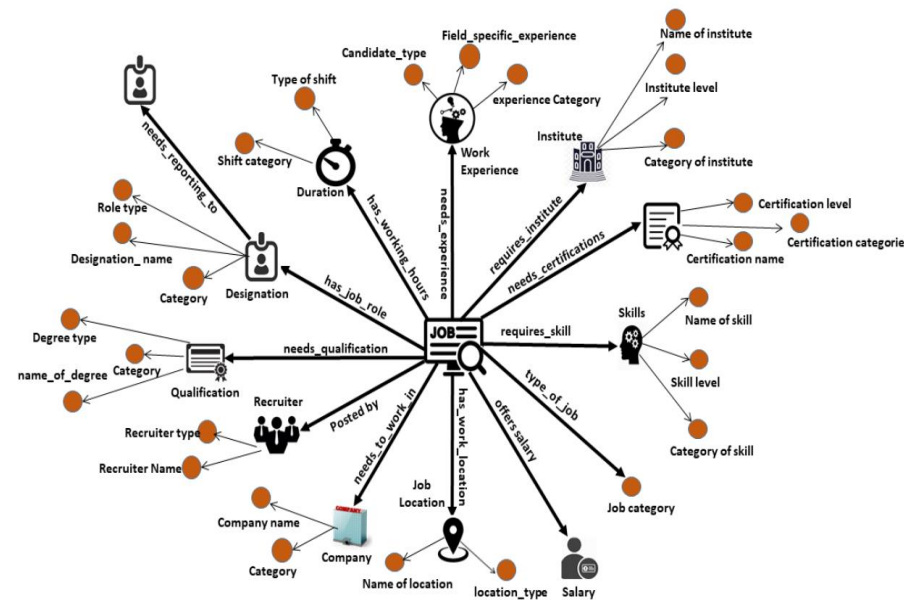 Name of institute
Field_specific_experience
Candidate_type
Institute level
Type of shift
experience Category
Institute
Category of institute
Shift category
Work
Experience
Duration
needs_reporting_to
Role type
Designation_ name
Category
Designation
has_working_hours
needs_experience
requires_institute
needs_certifications
Certification level
Certification categorie
Certification name
has_job_role
JOB
requires_skill
Skills
Name of skill
Skill level
Category of skill
Degree type
Category
name_of_degree
Qualification
needs_qualification
type_of_job
Job category
Recruiter
Posted by
Recruiter type
Recruiter Name
needs_to_work_in
has_work_location
offers salary
Job
Location
Company name
Category
COMPANY
Company
Name of location
location_type
Salary